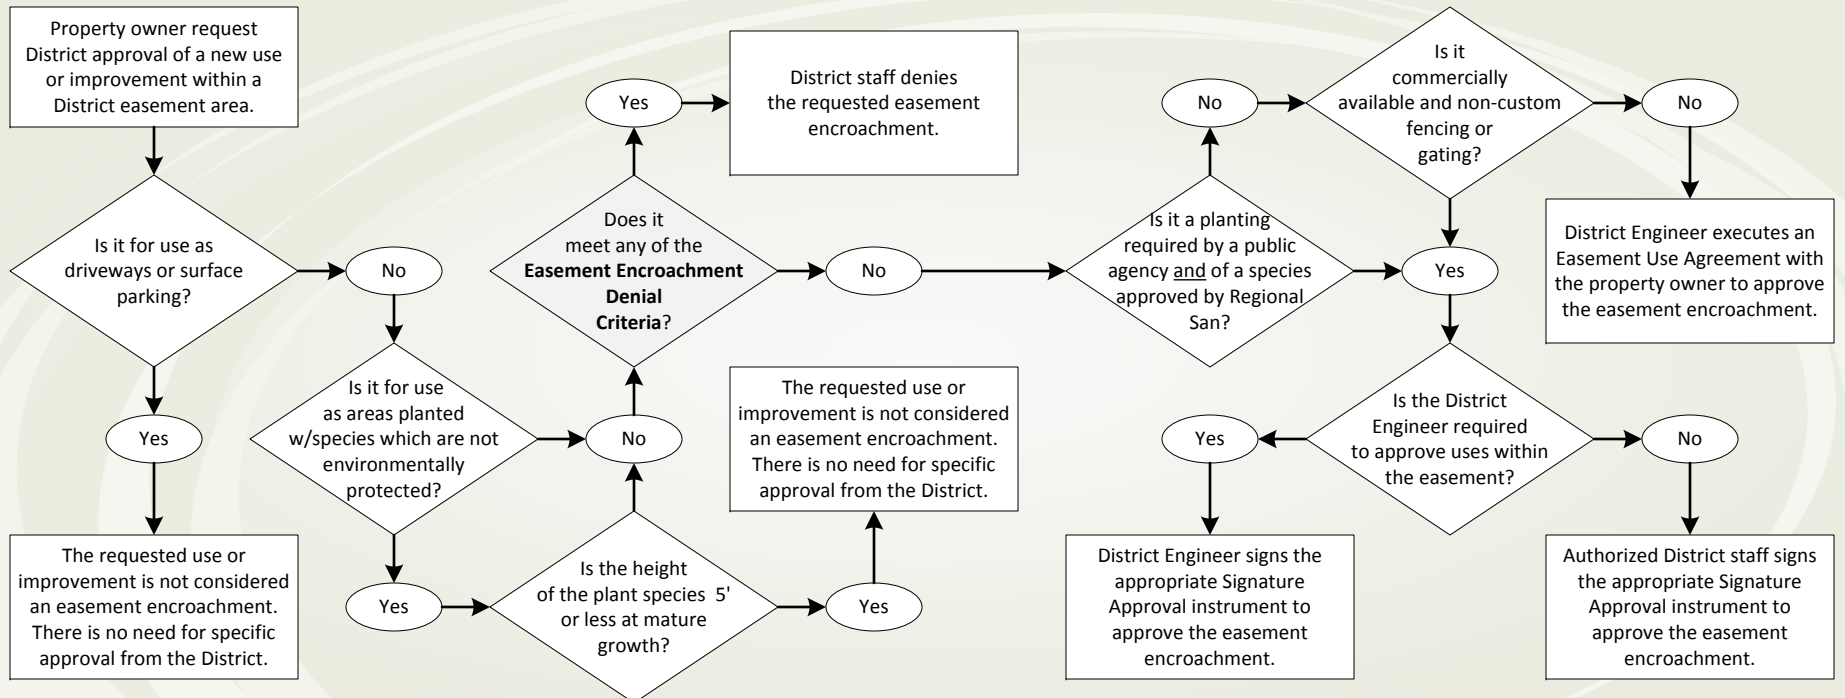 Property owner request
District approval of a new use
or improvement within a
District easement area.
Is it for use as
driveways or surface
parking?
Yes
The requested use or
improvement is not considered
an easement encroachment.
There is no need for specific
approval from the District.
No
Is it for use
as areas planted
w/species which are not
environmentally
protected?
Yes
Is the height
of the plant species 5'
or less at mature
growth?
Yes
The requested use or
improvement is not considered
an easement encroachment.
There is no need for specific
approval from the District.
No
Does it
meet any of the
Easement Encroachment
Denial
Criteria?
Yes
District staff denies
the requested easement
encroachment.
No
Is it a planting
required by a public
agency and of a species
approved by Regional
San?
No
Is it
commercially
available and non-custom
fencing or
gating?
No
District Engineer executes an
Easement Use Agreement with
the property owner to approve
the easement encroachment.
Yes
Is the District
Engineer required
to approve uses within
the easement?
Yes
District Engineer signs the
appropriate Signature
Approval instrument to
approve the easement
encroachment.
No
Authorized District staff signs
the appropriate Signature
Approval instrument to
approve the easement
encroachment.